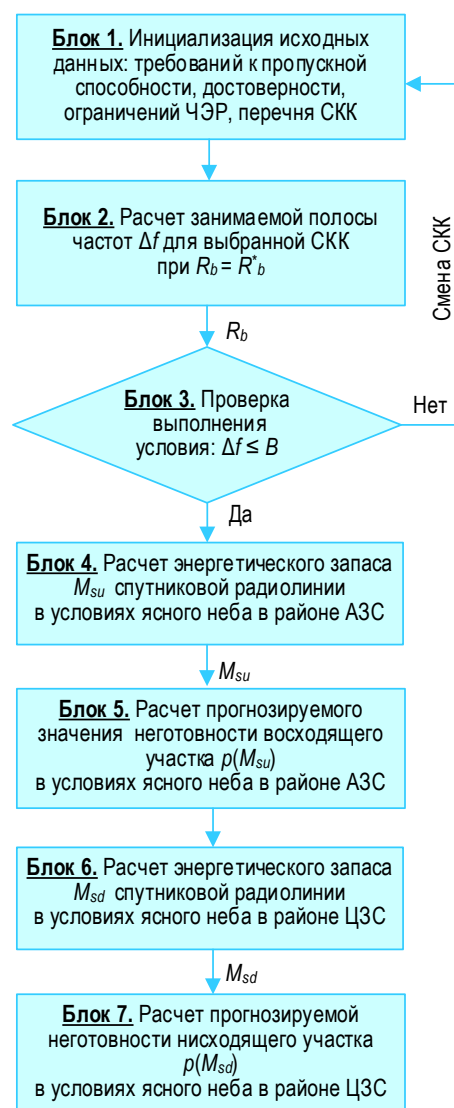 Блок 1. Инициализация исходных
данных: требований к пропускной
способности, достоверности,
ограничений ЧЭР, перечня СКК
Блок 2. Расчет занимаемой полосы
частот Δf для выбранной СКК
при Rb = R*b
Смена СКК
Rb
Блок 3. Проверка
выполнения
условия: Δf ≤ B
Нет
Да
Блок 4. Расчет энергетического запаса
Msu спутниковой радиолинии
в условиях ясного неба в районе АЗС
Msu
Блок 5. Расчет прогнозируемого
значения неготовности восходящего
участка p(Msu)
в условиях ясного неба в районе АЗС
Блок 6. Расчет энергетического запаса
Msd спутниковой радиолинии
в условиях ясного неба в районе ЦЗС
Msd
Блок 7. Расчет прогнозируемой
неготовности нисходящего участка
p(Msd)
в условиях ясного неба в районе ЦЗС